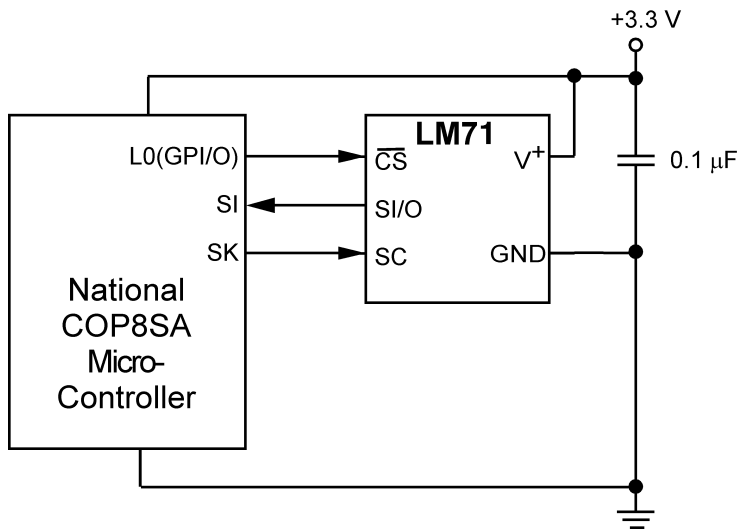 +3.3 V
LM71
L0(GPI/O)
CS
V+
0.1 μF
SI
SI/O
SK
SC
GND
National
COP8SA
Micro-
Controller